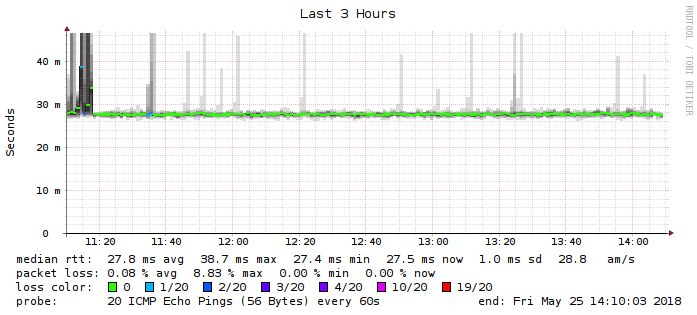 Last 3 Hours
RRDTOOL / TOBI OETIKER
Seconds
40 m
30 m
20 m
10 m
0
11:20 11:40 12:00 12:20 12:40 13:00 13:20 13:40 14:00
median rtt: 27.8 ms avg 38.7 ms max 27.4 ms min 27.5 ms now 1.0 ms sd 28.8 am/s
packet loss: 0.08 % avg 8.83 % max 0.00 % min 0.00 % now
loss color: 0 1/20 2/20 3/20 4/20 10/20 19/20
probe: 20 ICMP Echo Pings (56 Bytes) every 60s end: Fri May 25 14:10:03 2018